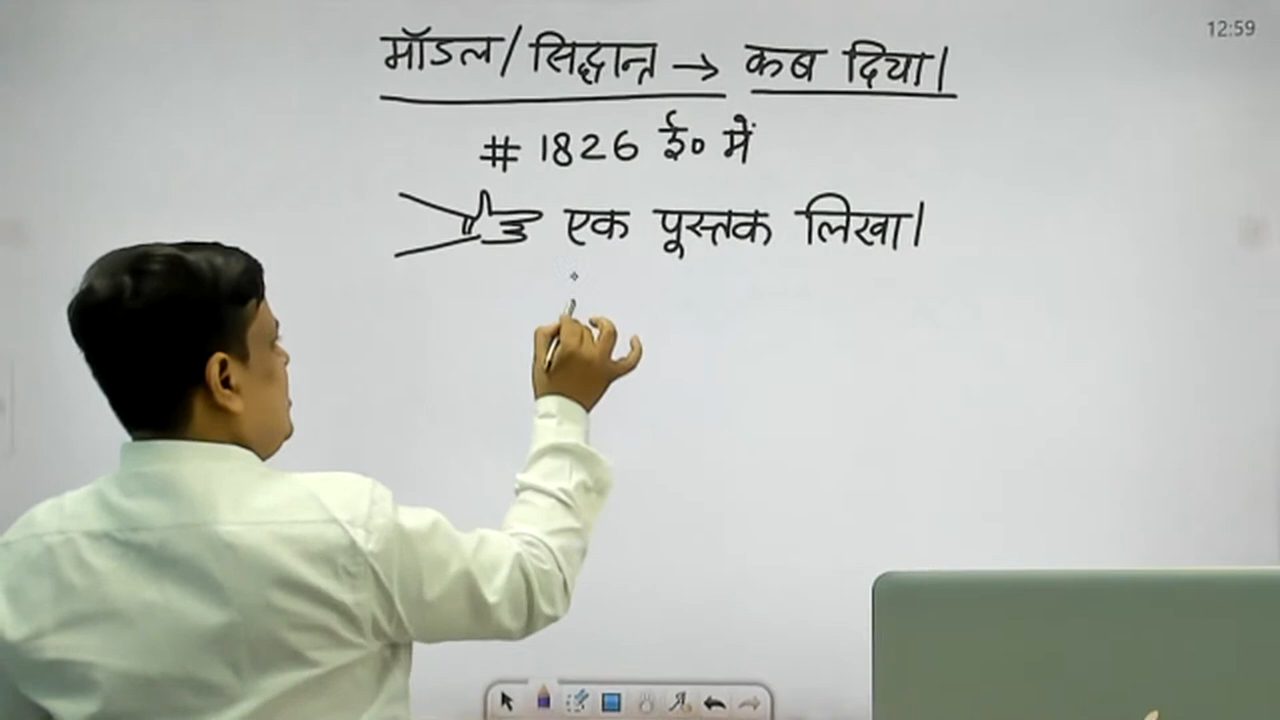 12:59
मॉडल/सिद्धान्त → कब दिया।
# 1826 ई० में
एक पूस्तक लिखा।